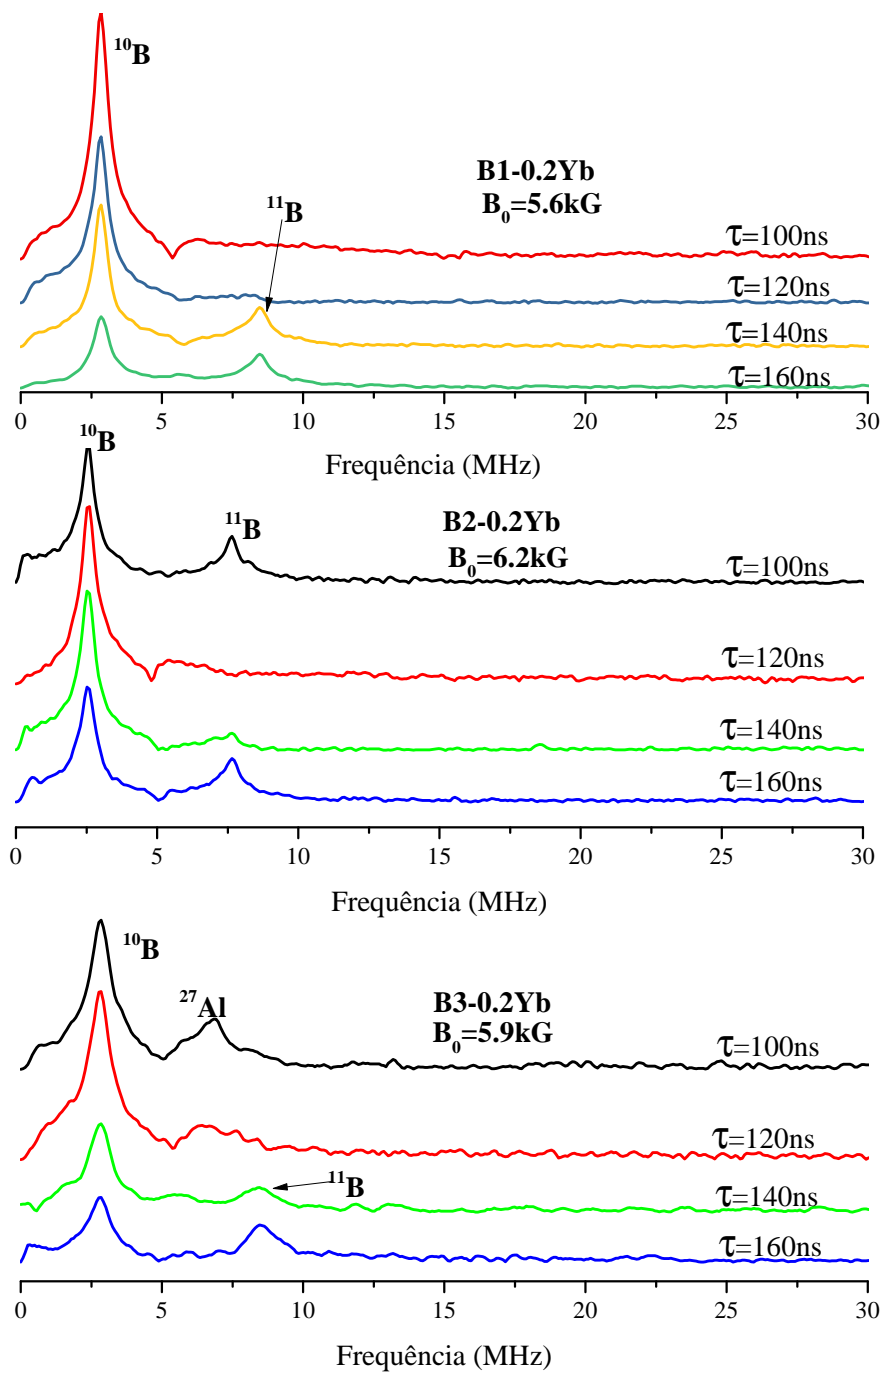 ¹⁰B
B1-0.2Yb
B₀=5.6kG
¹¹B
τ=100ns
τ=120ns
τ=140ns
τ=160ns
0 5 10 15 20 25 30
Frequência (MHz)
¹⁰B
¹¹B
B2-0.2Yb
B₀=6.2kG
τ=100ns
τ=120ns
τ=140ns
τ=160ns
0 5 10 15 20 25 30
Frequência (MHz)
¹⁰B
²⁷Al
B3-0.2Yb
B₀=5.9kG
τ=100ns
τ=120ns
¹¹B
τ=140ns
τ=160ns
0 5 10 15 20 25 30
Frequência (MHz)